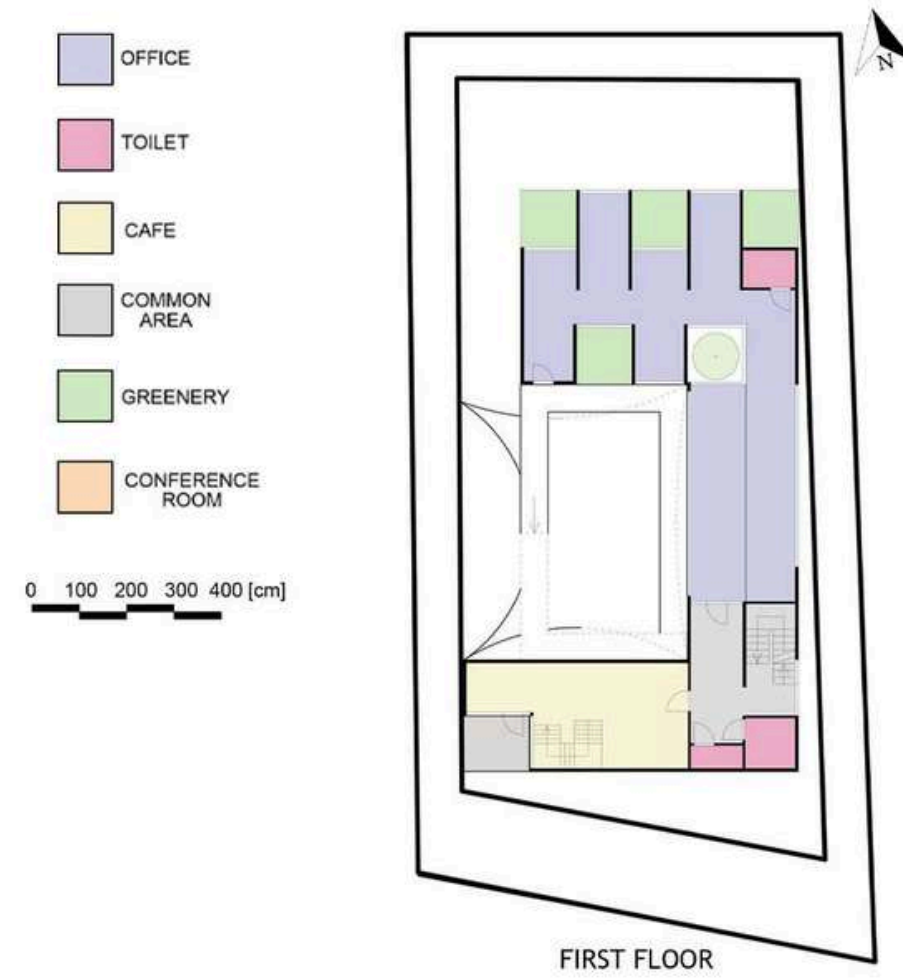 OFFICE
TOILET
CAFE
COMMON
AREA
GREENERY
CONFERENCE
ROOM
0 100 200 300 400 [cm]
N
FIRST FLOOR